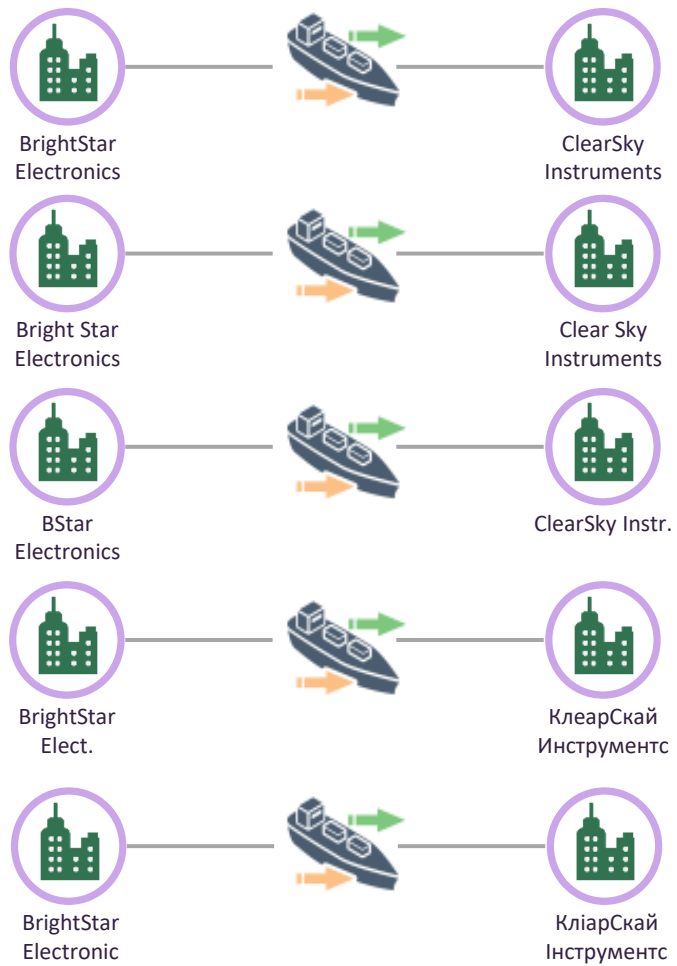 BrightStar
Electronics
ClearSky
Instruments
Bright Star
Electronics
Clear Sky
Instruments
BStar
Electronics
ClearSky Instr.
BrightStar
Elect.
КлеарСкай
Инструментс
BrightStar
Electronic
КліарСкай
Інструментс